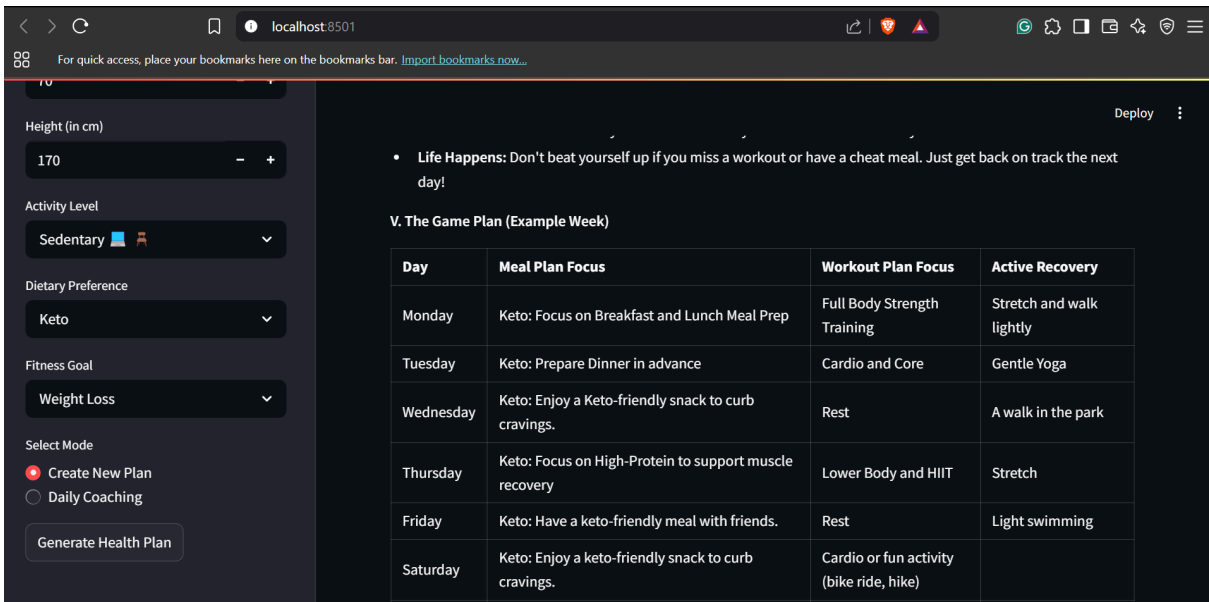 localhost:8501
For quick access, place your bookmarks here on the bookmarks bar. Import bookmarks now...
70
Height (in cm)
170 - +
Activity Level
Sedentary
Dietary Preference
Keto
Fitness Goal
Weight Loss
Select Mode
Create New Plan
Daily Coaching
Generate Health Plan
Deploy
• Life Happens: Don't beat yourself up if you miss a workout or have a cheat meal. Just get back on track the next
day!
V. The Game Plan (Example Week)
Day Meal Plan Focus Workout Plan Focus Active Recovery
Monday Keto: Focus on Breakfast and Lunch Meal Prep Full Body Strength
Training Stretch and walk
lightly
Tuesday Keto: Prepare Dinner in advance Cardio and Core Gentle Yoga
Wednesday Keto: Enjoy a Keto-friendly snack to curb
cravings. Rest A walk in the park
Thursday Keto: Focus on High-Protein to support muscle
recovery Lower Body and HIIT Stretch
Friday Keto: Have a keto-friendly meal with friends. Rest Light swimming
Saturday Keto: Enjoy a keto-friendly snack to curb
cravings. Cardio or fun activity
(bike ride, hike)